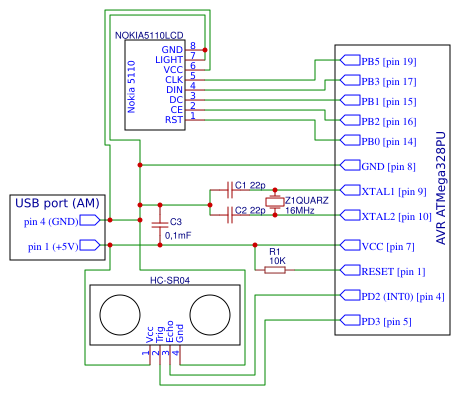 NOKIA5110LCD
Nokia 5110
GND 8
LIGHT 7
VCC 6
CLK 5
DIN 4
DC 3
CE 2
RST 1
PB5 [pin 19]
PB3 [pin 17]
PB1 [pin 15]
PB2 [pin 16]
PB0 [pin 14]
GND [pin 8]
XTAL1 [pin 9]
XTAL2 [pin 10]
VCC [pin 7]
RESET [pin 1]
PD2 (INT0) [pin 4]
PD3 [pin 5]
AVR ATMega328PU
C1 22p
C2 22p
Z1QUARZ
16MHz
USB port (AM)
pin 4 (GND)
pin 1 (+5V)
C3
0,1mF
R1
10K
HC-SR04
Vcc
Trig
Echo
Gnd
1
2
3
4